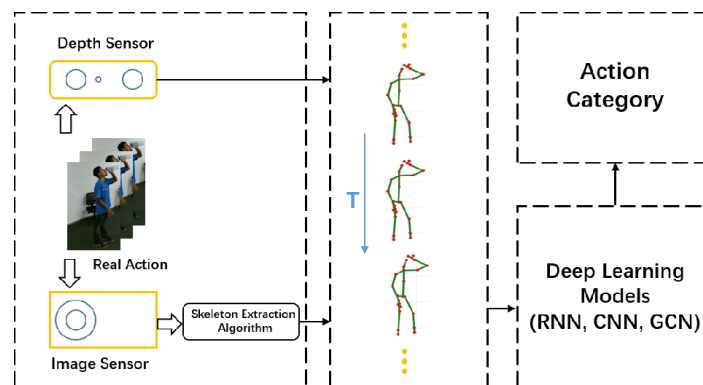 Depth Sensor
Real Action
Image Sensor
Skeleton Extraction
Algorithm
T
Action
Category
Deep Learning
Models
(RNN, CNN, GCN)